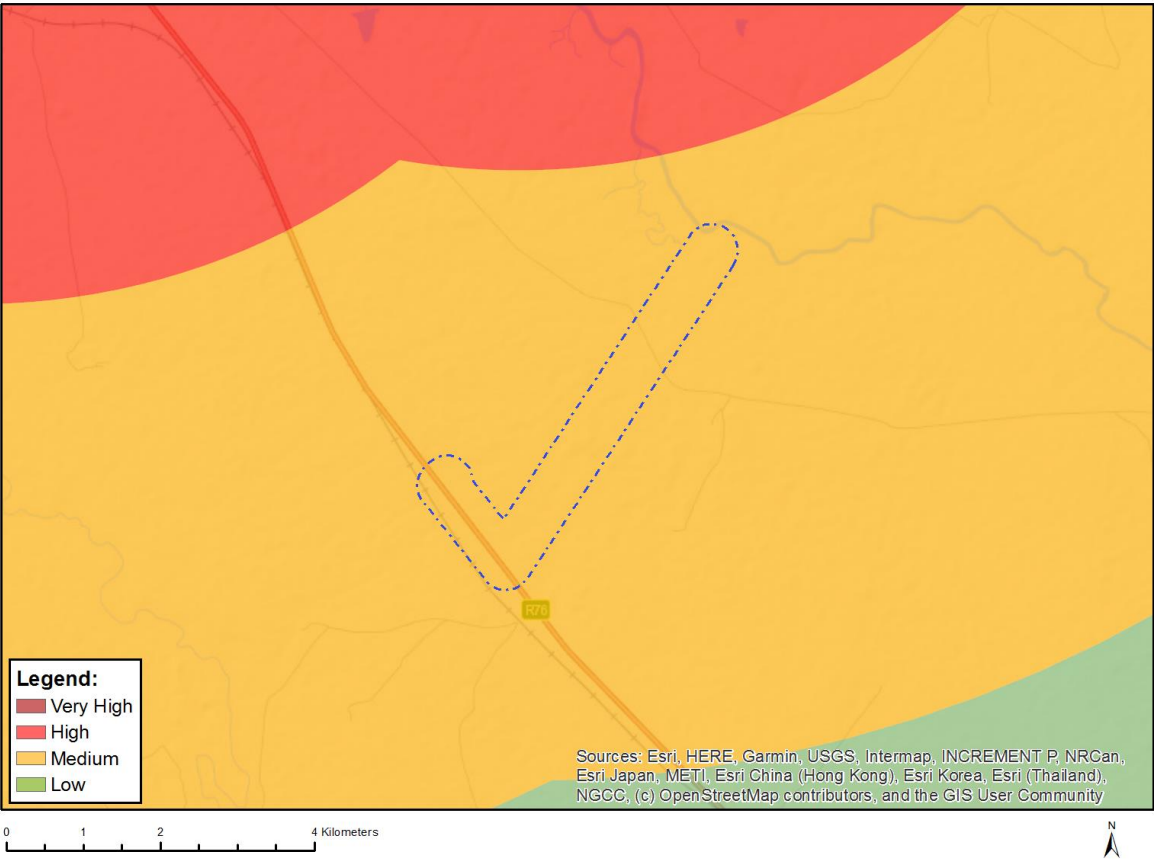 R76
Legend:
Very High
High
Medium
Low
Sources: Esri, HERE, Garmin, USGS, Intermap, INCREMENT P, NRCan,
Esri Japan, METI, Esri China (Hong Kong), Esri Korea, Esri (Thailand),
NGCC, (c) OpenStreetMap contributors, and the GIS User Community
0 1 2 4 Kilometers
N